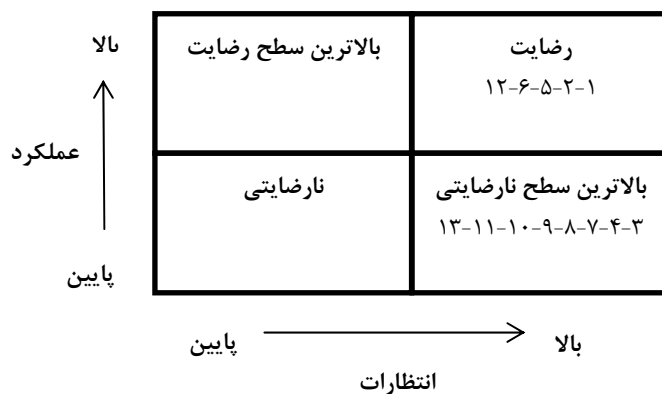 بالا
رضایت
بالاترین سطح رضایت
۱۲-۶-۵-۲-۱
عملکرد
بالاترین سطح نارضایتی
نارضایتی
۱۳-۱۱-۱۰-۹-۸-۷-۴-۳
پایین
بالا
پایین
انتظارات